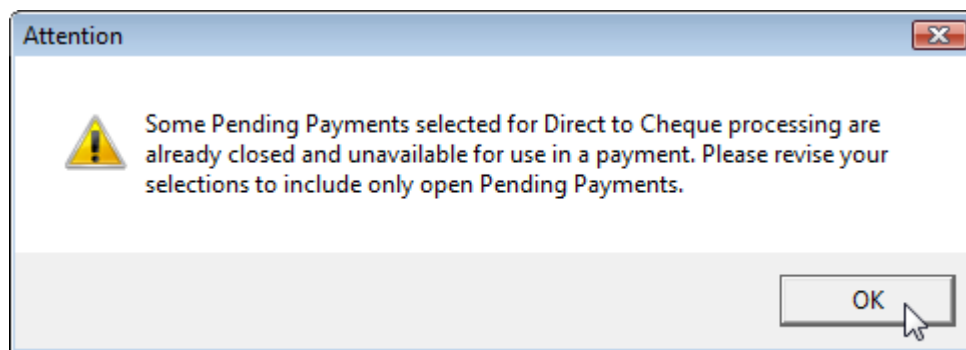 Attention
Some Pending Payments selected for Direct to Cheque processing are
already closed and unavailable for use in a payment. Please revise your
selections to include only open Pending Payments.
OK